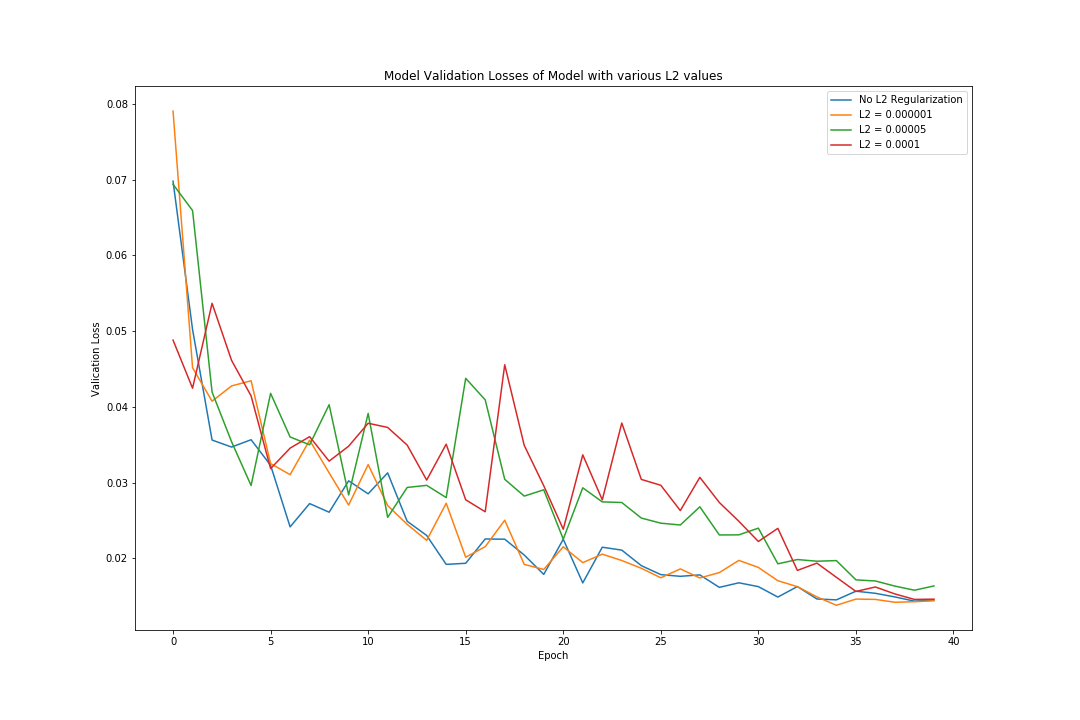 Model Validation Losses of Model with various L2 values
No L2 Regularization
L2 = 0.000001
L2 = 0.00005
L2 = 0.0001
0.08
0.07
0.06
0.05
0.04
0.03
0.02
Valication Loss
0 5 10 15 20 25 30 35 40
Epoch